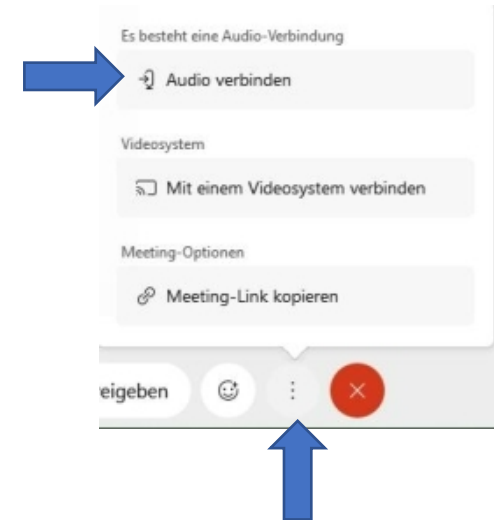 Es besteht eine Audio-Verbindung
Audio verbinden
Videosystem
Mit einem Videosystem verbinden
Meeting-Optionen
Meeting-Link kopieren
eigeben